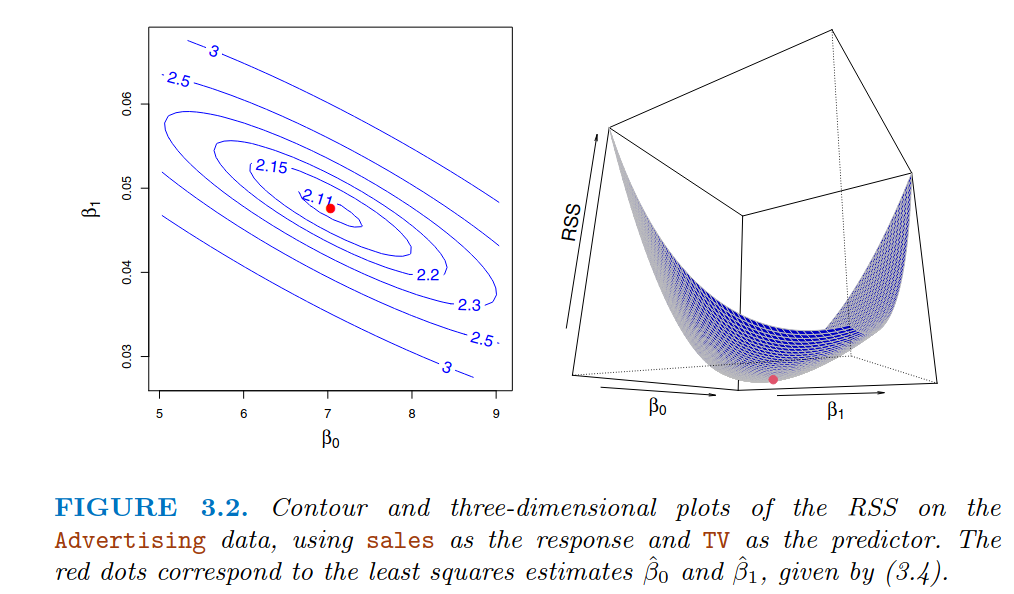 3
2.5
2.15
2.11
2.2
2.3
2.5
3
0.06
0.05
0.04
0.03
β1
5 6 7 8 9
β0
RSS
β0
β1
FIGURE 3.2. Contour and three-dimensional plots of the RSS on the
Advertising data, using sales as the response and TV as the predictor. The
red dots correspond to the least squares estimates β̂0 and β̂1, given by (3.4).